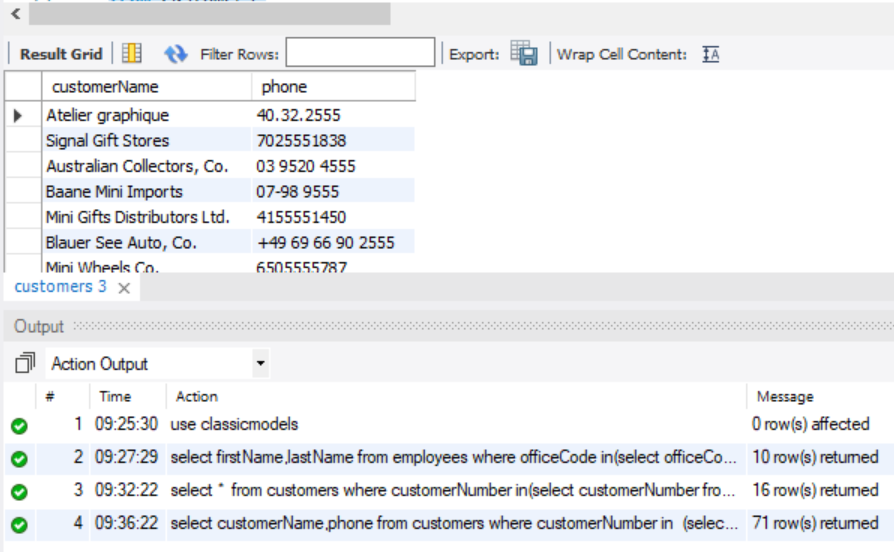 Result Grid Filter Rows: Export: Wrap Cell Content: IA
customerName phone
Atelier graphique 40.32.2555
Signal Gift Stores 7025551838
Australian Collectors, Co. 03 9520 4555
Baane Mini Imports 07-98 9555
Mini Gifts Distributors Ltd. 4155551450
Blauer See Auto, Co. +49 69 66 90 2555
Mini Wheels Co. 6505555787
customers 3
Output
Action Output
# Time Action Message
1 09:25:30 use classicmodels 0 row(s) affected
2 09:27:29 select firstName,lastName from employees where officeCode in(select officeCo... 10 row(s) returned
3 09:32:22 select * from customers where customerNumber in(select customerNumber fro... 16 row(s) returned
4 09:36:22 select customerName,phone from customers where customerNumber in (selec... 71 row(s) returned